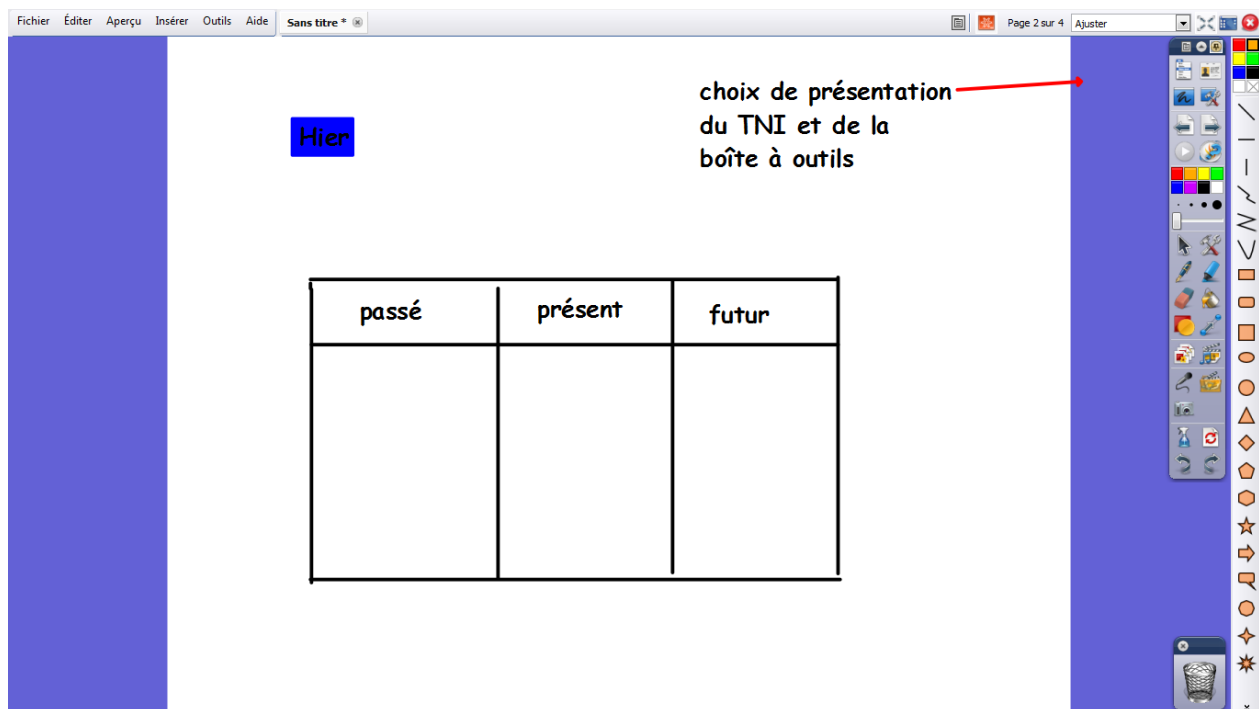 Fichier Éditer Aperçu Insérer Outils Aide Sans titre * Page 2 sur 4 Ajuster
choix de présentation
du TNI et de la
boîte à outils
Hier
passé présent futur